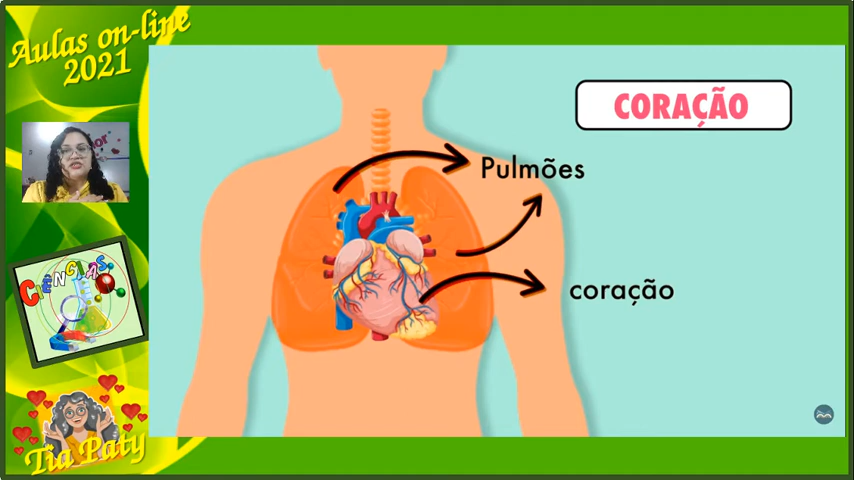 Aulas on-line
2021
CORAÇÃO
Pulmões
coração
CIÊNCIAS
Tia Paty